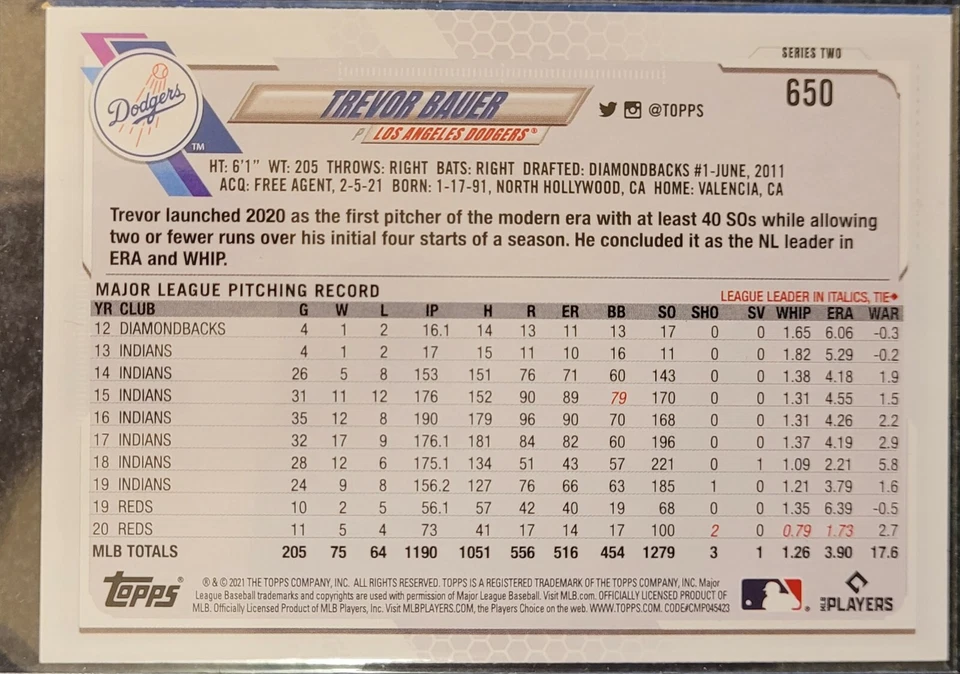 SERIES TWO
650
Dodgers
TM
TREVOR BAUER
@TOPPS
P LOS ANGELES DODGERS®
HT: 6'1" WT: 205 THROWS: RIGHT BATS: RIGHT DRAFTED: DIAMONDBACKS #1-JUNE, 2011
ACQ: FREE AGENT, 2-5-21 BORN: 1-17-91, NORTH HOLLYWOOD, CA HOME: VALENCIA, CA
Trevor launched 2020 as the first pitcher of the modern era with at least 40 SOs while allowing
two or fewer runs over his initial four starts of a season. He concluded it as the NL leader in
ERA and WHIP.
MAJOR LEAGUE PITCHING RECORD
LEAGUE LEADER IN ITALICS, TIE♦
YR CLUB G W L IP H R ER BB SO SHO SV WHIP ERA WAR
12 DIAMONDBACKS 4 1 2 16.1 14 13 11 13 17 0 0 1.65 6.06 -0.3
13 INDIANS 4 1 2 17 15 11 10 16 11 0 0 1.82 5.29 -0.2
14 INDIANS 26 5 8 153 151 76 71 60 143 0 0 1.38 4.18 1.9
15 INDIANS 31 11 12 176 152 90 89 79 170 0 0 1.31 4.55 1.5
16 INDIANS 35 12 8 190 179 96 90 70 168 0 0 1.31 4.26 2.2
17 INDIANS 32 17 9 176.1 181 84 82 60 196 0 0 1.37 4.19 2.9
18 INDIANS 28 12 6 175.1 134 51 43 57 221 0 1 1.09 2.21 5.8
19 INDIANS 24 9 8 156.2 127 76 66 63 185 1 0 1.21 3.79 1.6
19 REDS 10 2 5 56.1 57 42 40 19 68 0 0 1.35 6.39 -0.5
20 REDS 11 5 4 73 41 17 14 17 100 2 0 0.79 1.73 2.7
MLB TOTALS 205 75 64 1190 1051 556 516 454 1279 3 1 1.26 3.90 17.6
Topps®
® & © 2021 THE TOPPS COMPANY, INC. ALL RIGHTS RESERVED. TOPPS IS A REGISTERED TRADEMARK OF THE TOPPS COMPANY, INC. Major
League Baseball trademarks and copyrights are used with permission of Major League Baseball. Visit MLB.com. OFFICIALLY LICENSED PRODUCT OF
MLB. Officially Licensed Product of MLB Players, Inc. Visit MLBPLAYERS.COM, the Players Choice on the web. WWW.TOPPS.COM. CODE#CMP045423
MLB PLAYERS